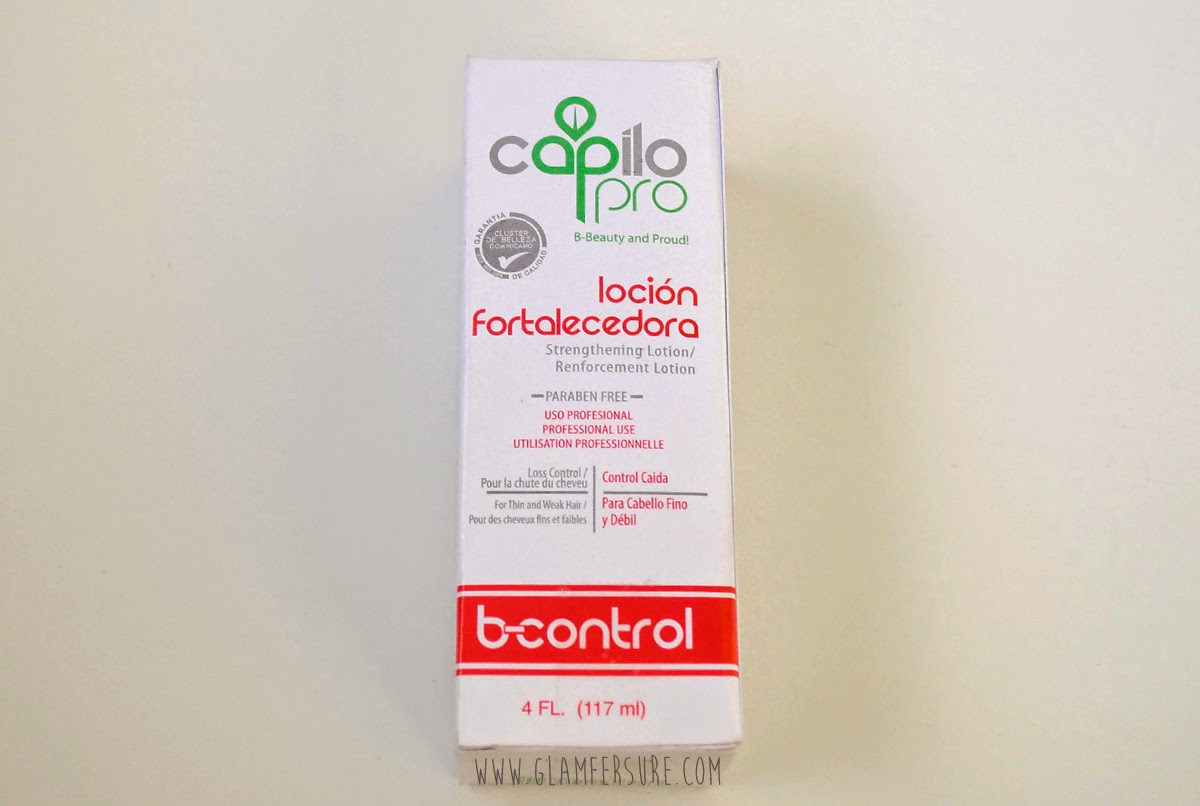 capilo
pro
B-Beauty and Proud!
GARANTIA
CLUSTER
DE BELLEZA
DOMINICANO
DE CALIDAD
loción
fortalecedora
Strengthening Lotion/
Renforcement Lotion
PARABEN FREE
USO PROFESIONAL
PROFESSIONAL USE
UTILISATION PROFESSIONNELLE
Loss Control /
Pour la chute du cheveu
Control Caida
For Thin and Weak Hair /
Pour des cheveux fins et faibles
Para Cabello Fino
y Débil
b-control
4 FL. (117 ml)
WWW.GLAMFERSURE.COM